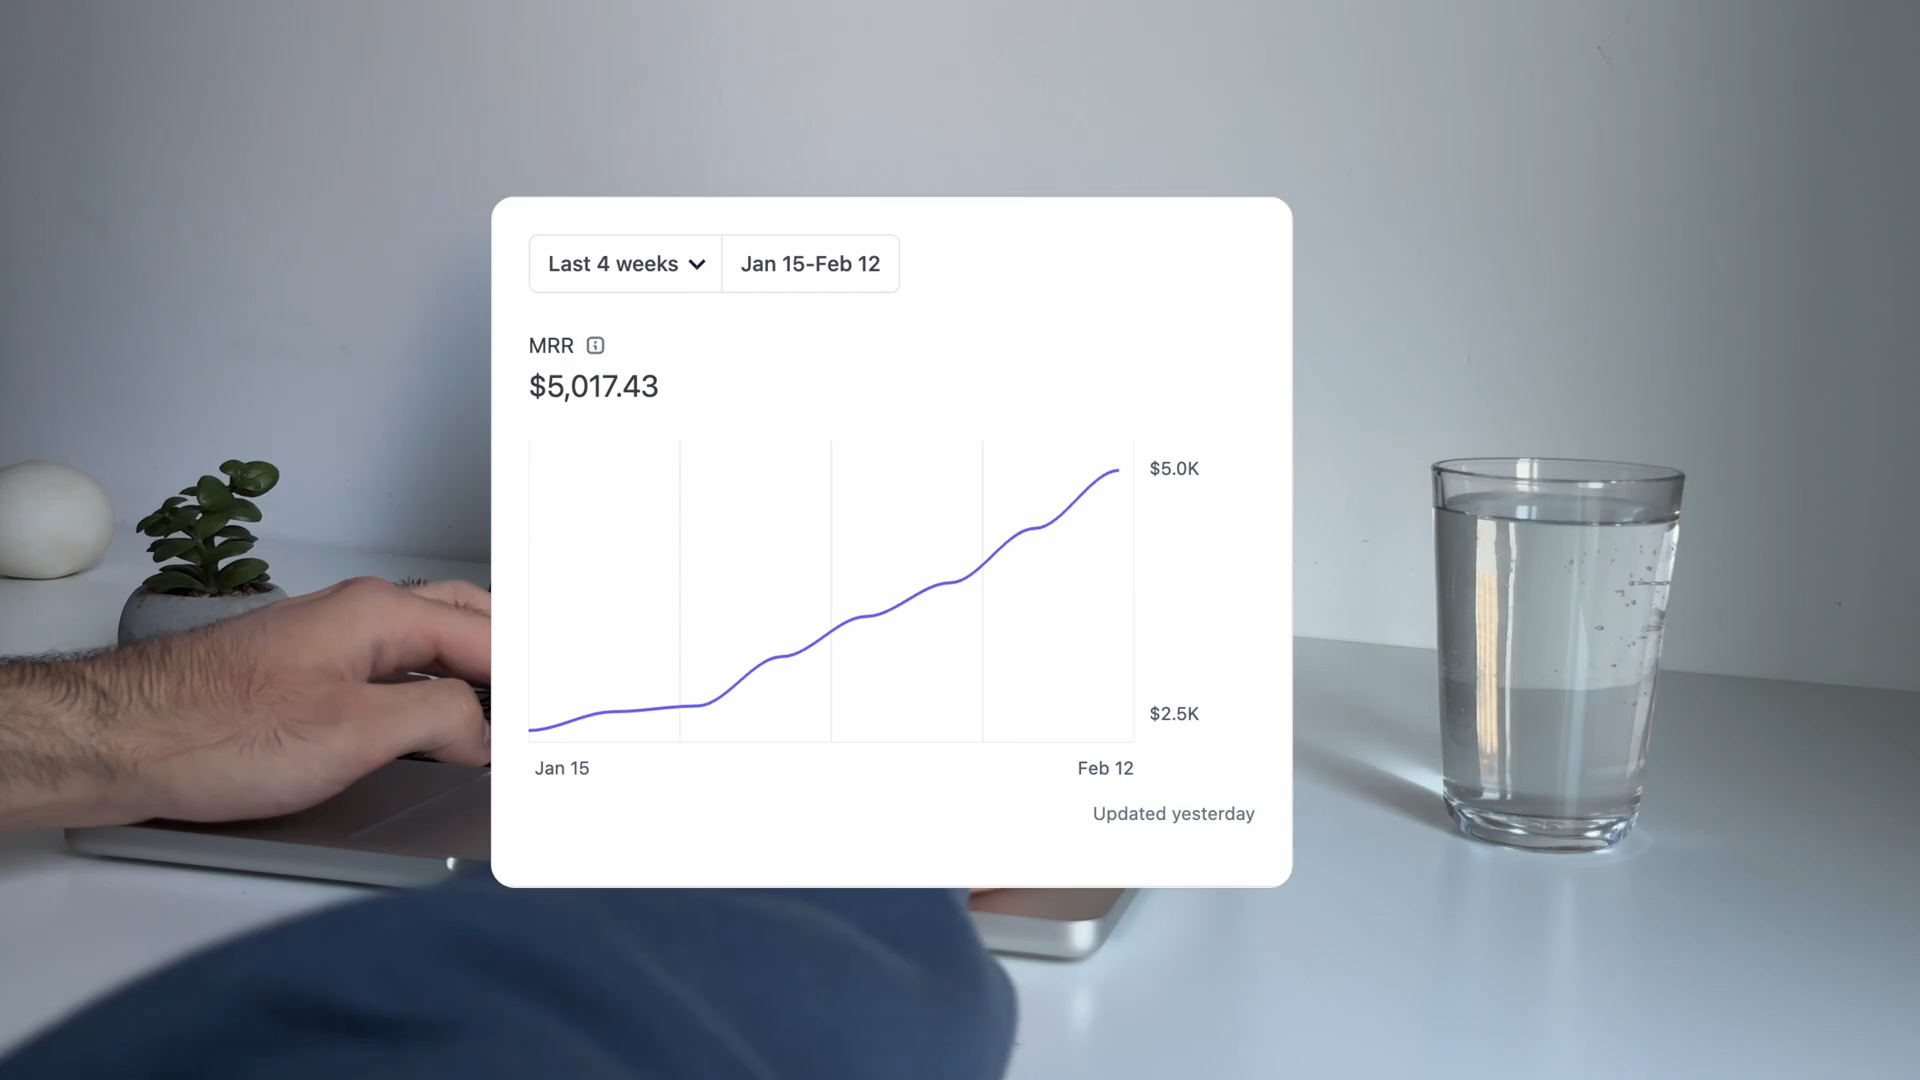 Last 4 weeks
Jan 15-Feb 12
MRR
$5,017.43
$5.0K
$2.5K
Jan 15
Feb 12
Updated yesterday